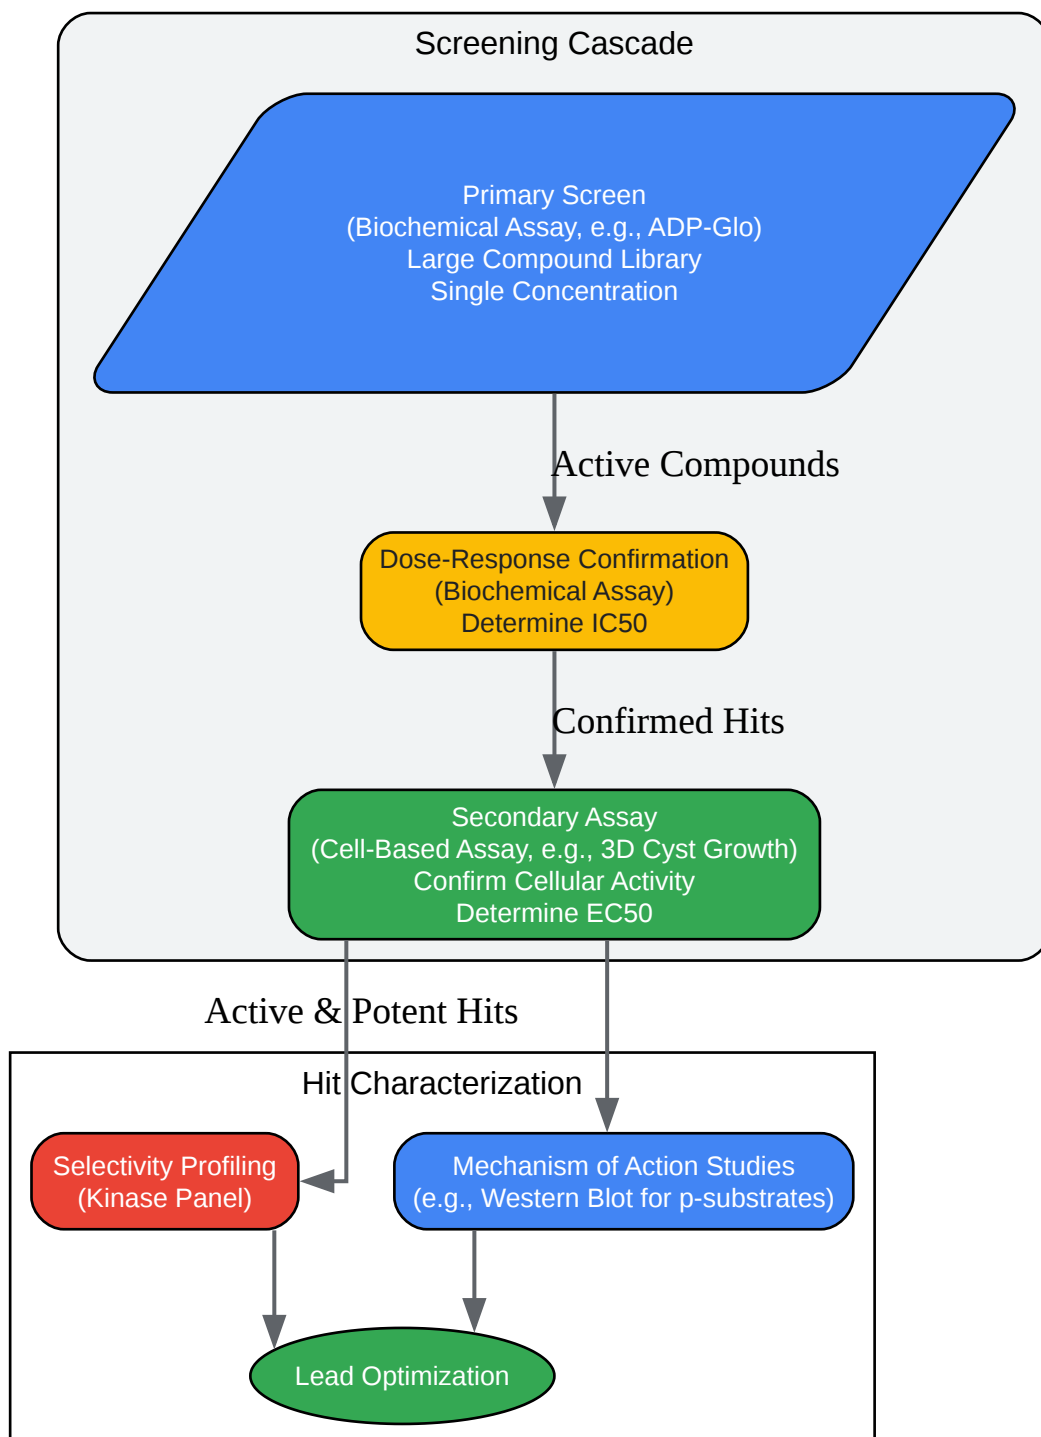 Screening Cascade
Primary Screen
(Biochemical Assay, e.g., ADP-Glo)
Large Compound Library
Single Concentration
Active Compounds
Dose-Response Confirmation
(Biochemical Assay)
Determine IC50
Confirmed Hits
Secondary Assay
(Cell-Based Assay, e.g., 3D Cyst Growth)
Confirm Cellular Activity
Determine EC50
Active & Potent Hits
Hit Characterization
Selectivity Profiling
(Kinase Panel)
Mechanism of Action Studies
(e.g., Western Blot for p-substrates)
Lead Optimization